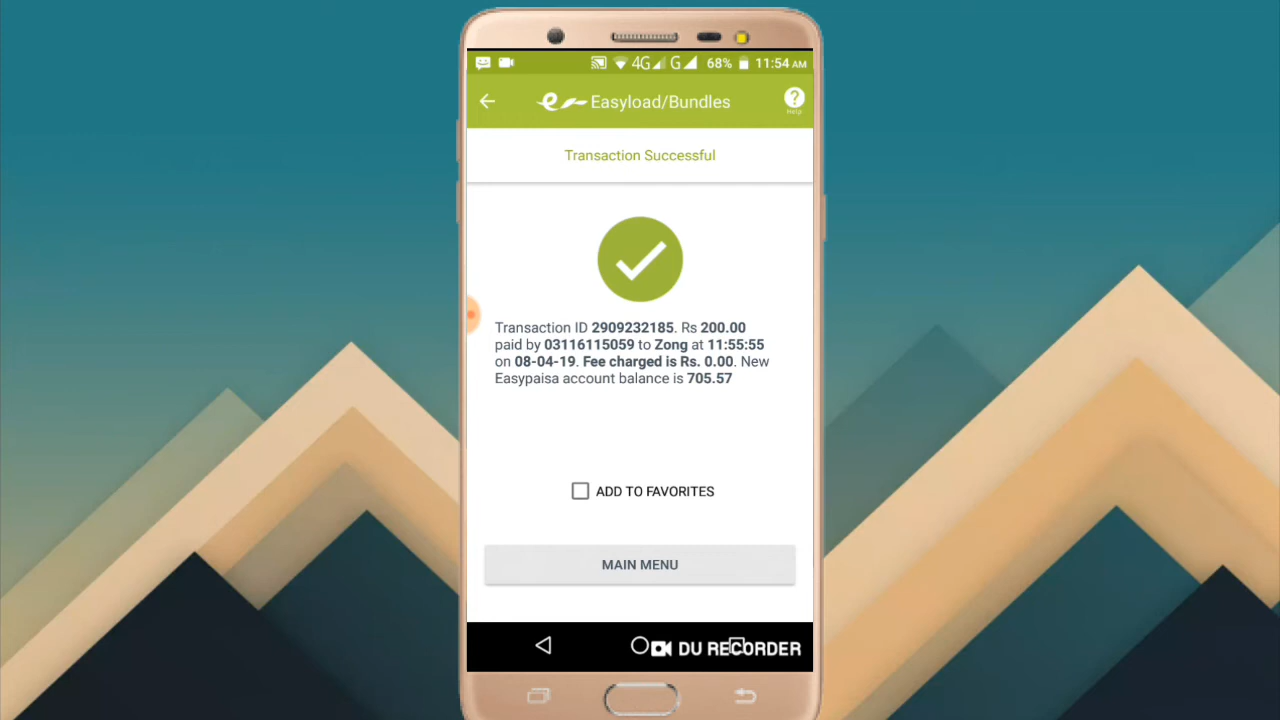 4G G 68% 11:54 AM
Easyload/Bundles
Help
Transaction Successful
Transaction ID 2909232185. Rs 200.00
paid by 03116115059 to Zong at 11:55:55
on 08-04-19. Fee charged is Rs. 0.00. New
Easypaisa account balance is 705.57
ADD TO FAVORITES
MAIN MENU
DU RECORDER